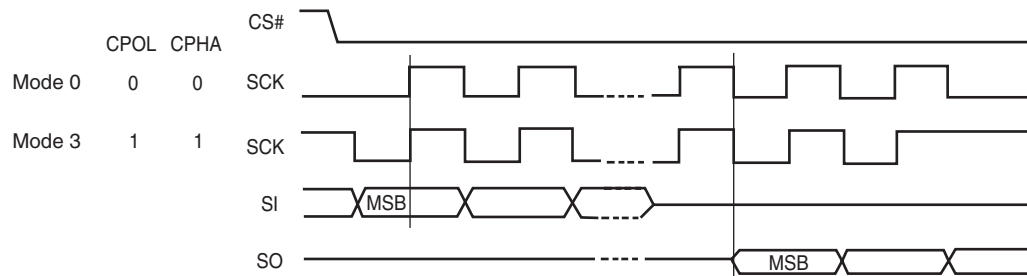 CS#
CPOL CPHA
Mode 0 0 0 SCK
Mode 3 1 1 SCK
SI MSB
SO MSB